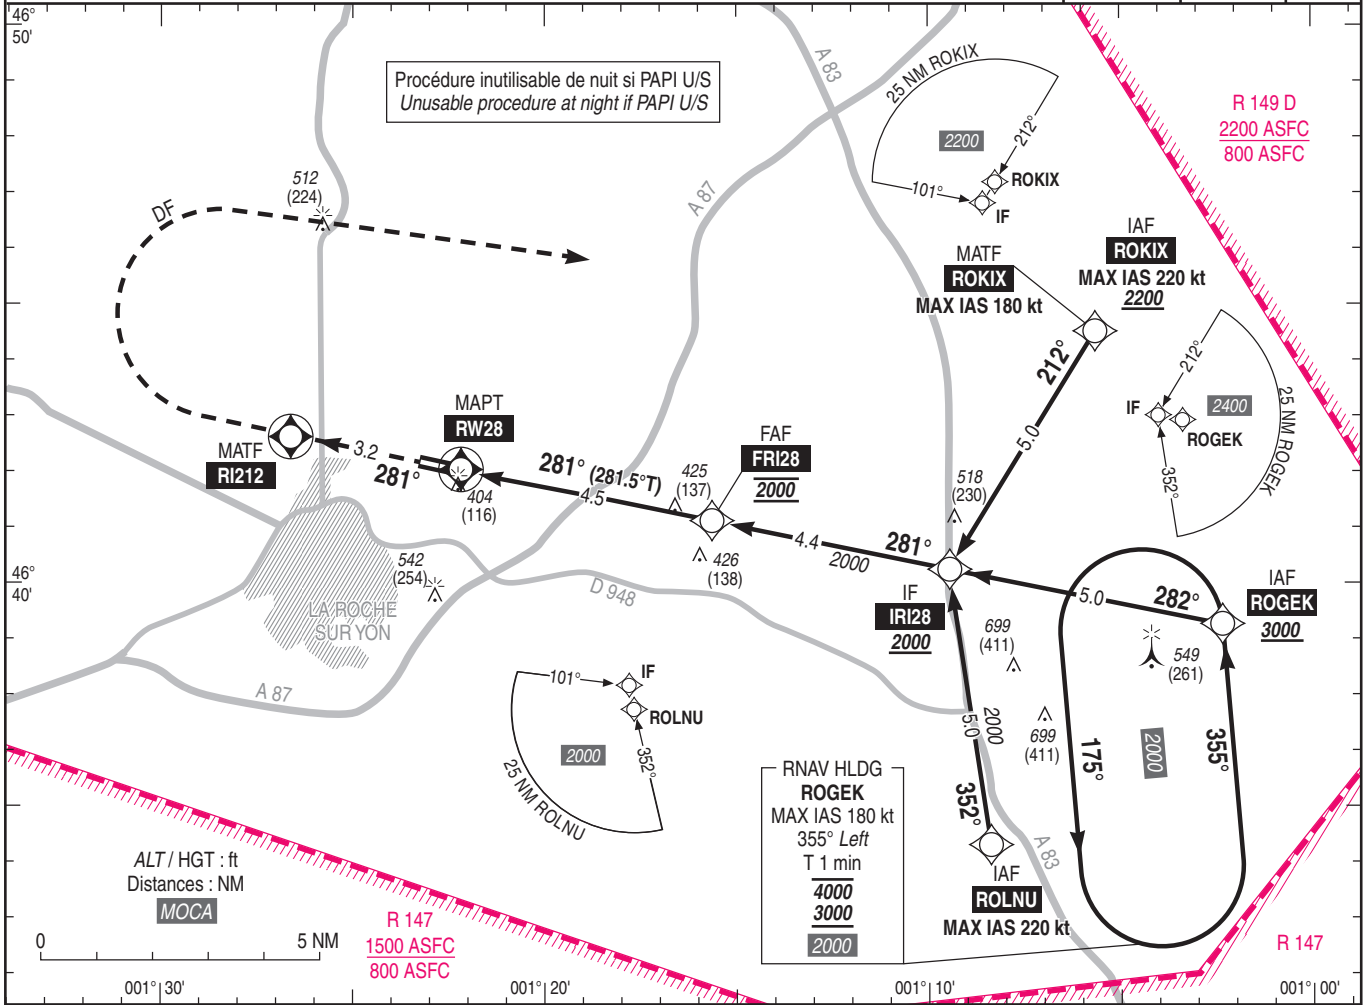 46°
50'
Procédure inutilisable de nuit si PAPI U/S
Unusable procedure at night if PAPI U/S
A 83
25 NM ROKIX
2200
212°
101°
ROKIX
IF
R 149 D
2200 ASFC
800 ASFC
512
(224)
DF
A 87
IAF
ROKIX
MAX IAS 220 kt
2200
MATF
ROKIX
MAX IAS 180 kt
212°
5.0
212°
IF
2400
ROGEK
352°
25 NM ROGEK
MAPT
RW28
MATF
RI212
3.2
281°
404
(116)
281° (281.5°T)
4.5
425
(137)
FAF
FRI28
2000
426
(138)
518
(230)
4.4
2000
281°
IF
IRI28
2000
5.0
282°
IAF
ROGEK
3000
46°
40'
542
(254)
LA ROCHE
SUR YON
D 948
699
(411)
549
(261)
A 87
101°
IF
ROLNU
2000
352°
25 NM ROLNU
5.0
2000
352°
699
(411)
175°
2000
355°
RNAV HLDG
ROGEK
MAX IAS 180 kt
355° Left
T 1 min
4000
3000
2000
A 83
IAF
ROLNU
MAX IAS 220 kt
ALT / HGT : ft
Distances : NM
MOCA
0
5 NM
R 147
1500 ASFC
800 ASFC
R 147
001°30'
001°20'
001°10'
001°00'